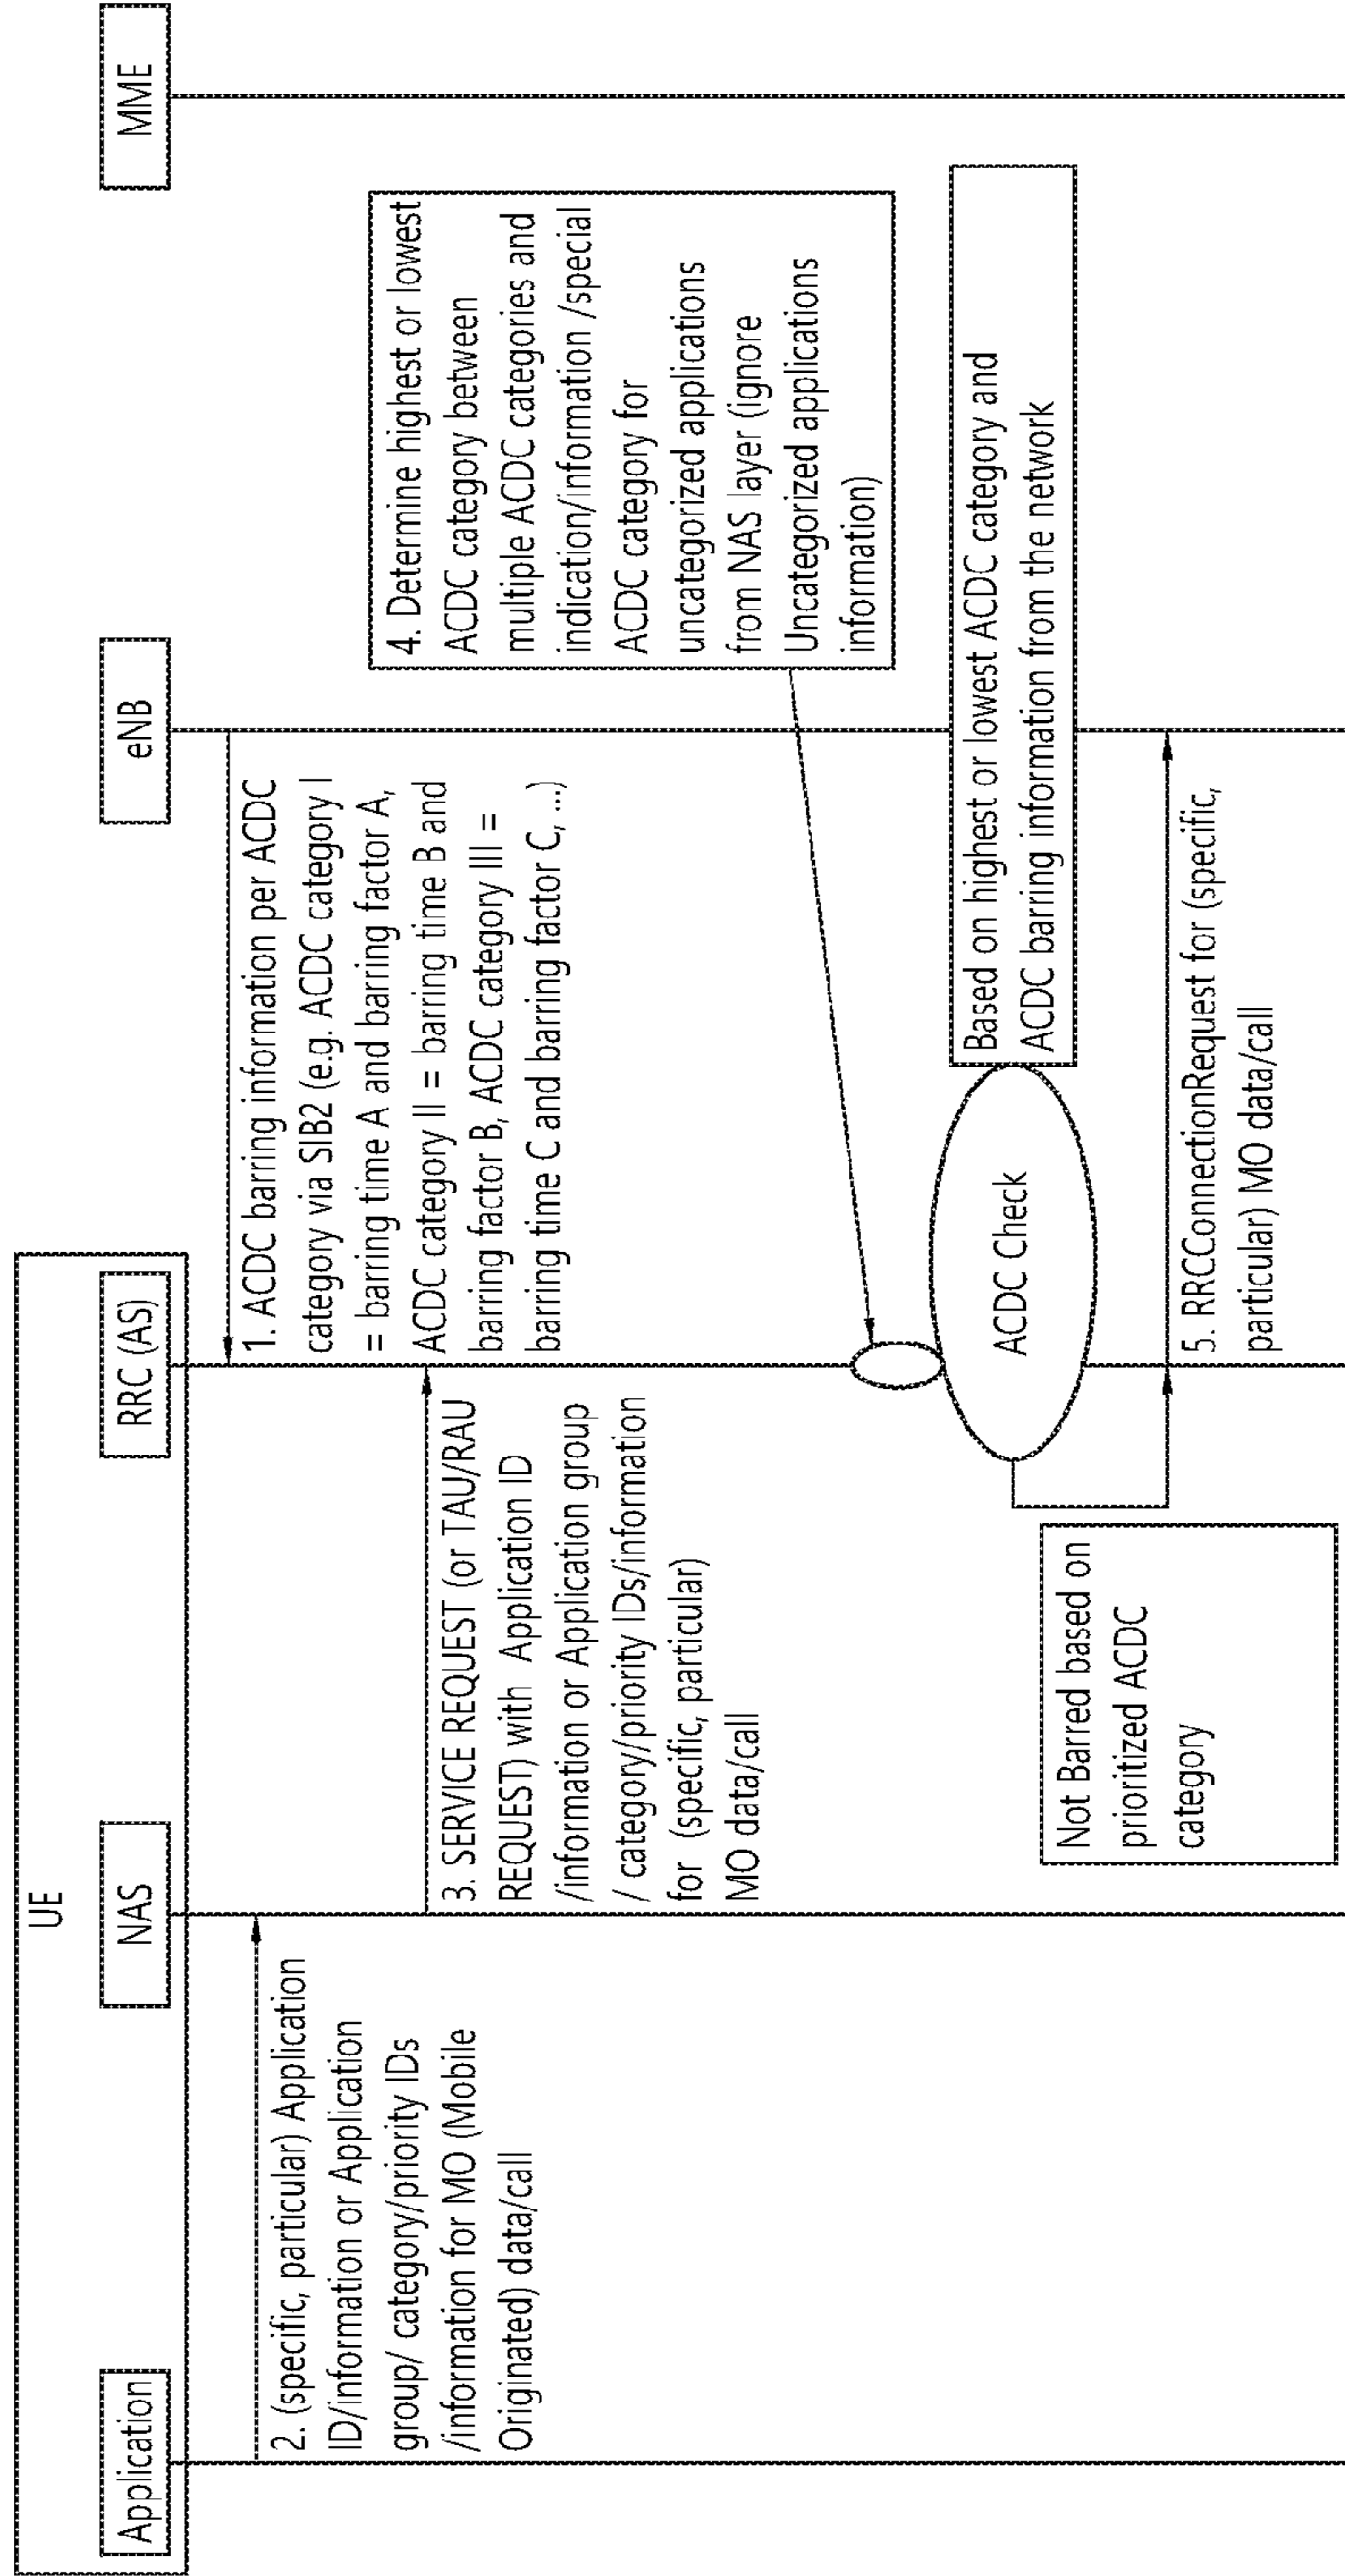 UE
Application
NAS
RRC (AS)
eNB
MME
1. ACDC barring information per ACDC
category via SIB2 (e.g. ACDC category I
= barring time A and barring factor A,
ACDC category II = barring time B and
barring factor B, ACDC category III =
barring time C and barring factor C, ...)
2. (specific, particular) Application
ID/information or Application
group/ category/priority IDs
/information for MO (Mobile
Originated) data/call
3. SERVICE REQUEST (or TAU/RAU
REQUEST) with Application ID
/information or Application group
/ category/priority IDs/information
for (specific, particular)
MO data/call
4. Determine highest or lowest
ACDC category between
multiple ACDC categories and
indication/information /special
ACDC category for
uncategorized applications
from NAS layer (ignore
Uncategorized applications
information)
ACDC Check
Based on highest or lowest ACDC category and
ACDC barring information from the network
Not Barred based on
prioritized ACDC
category
5. RRCConnectionRequest for (specific,
particular) MO data/call